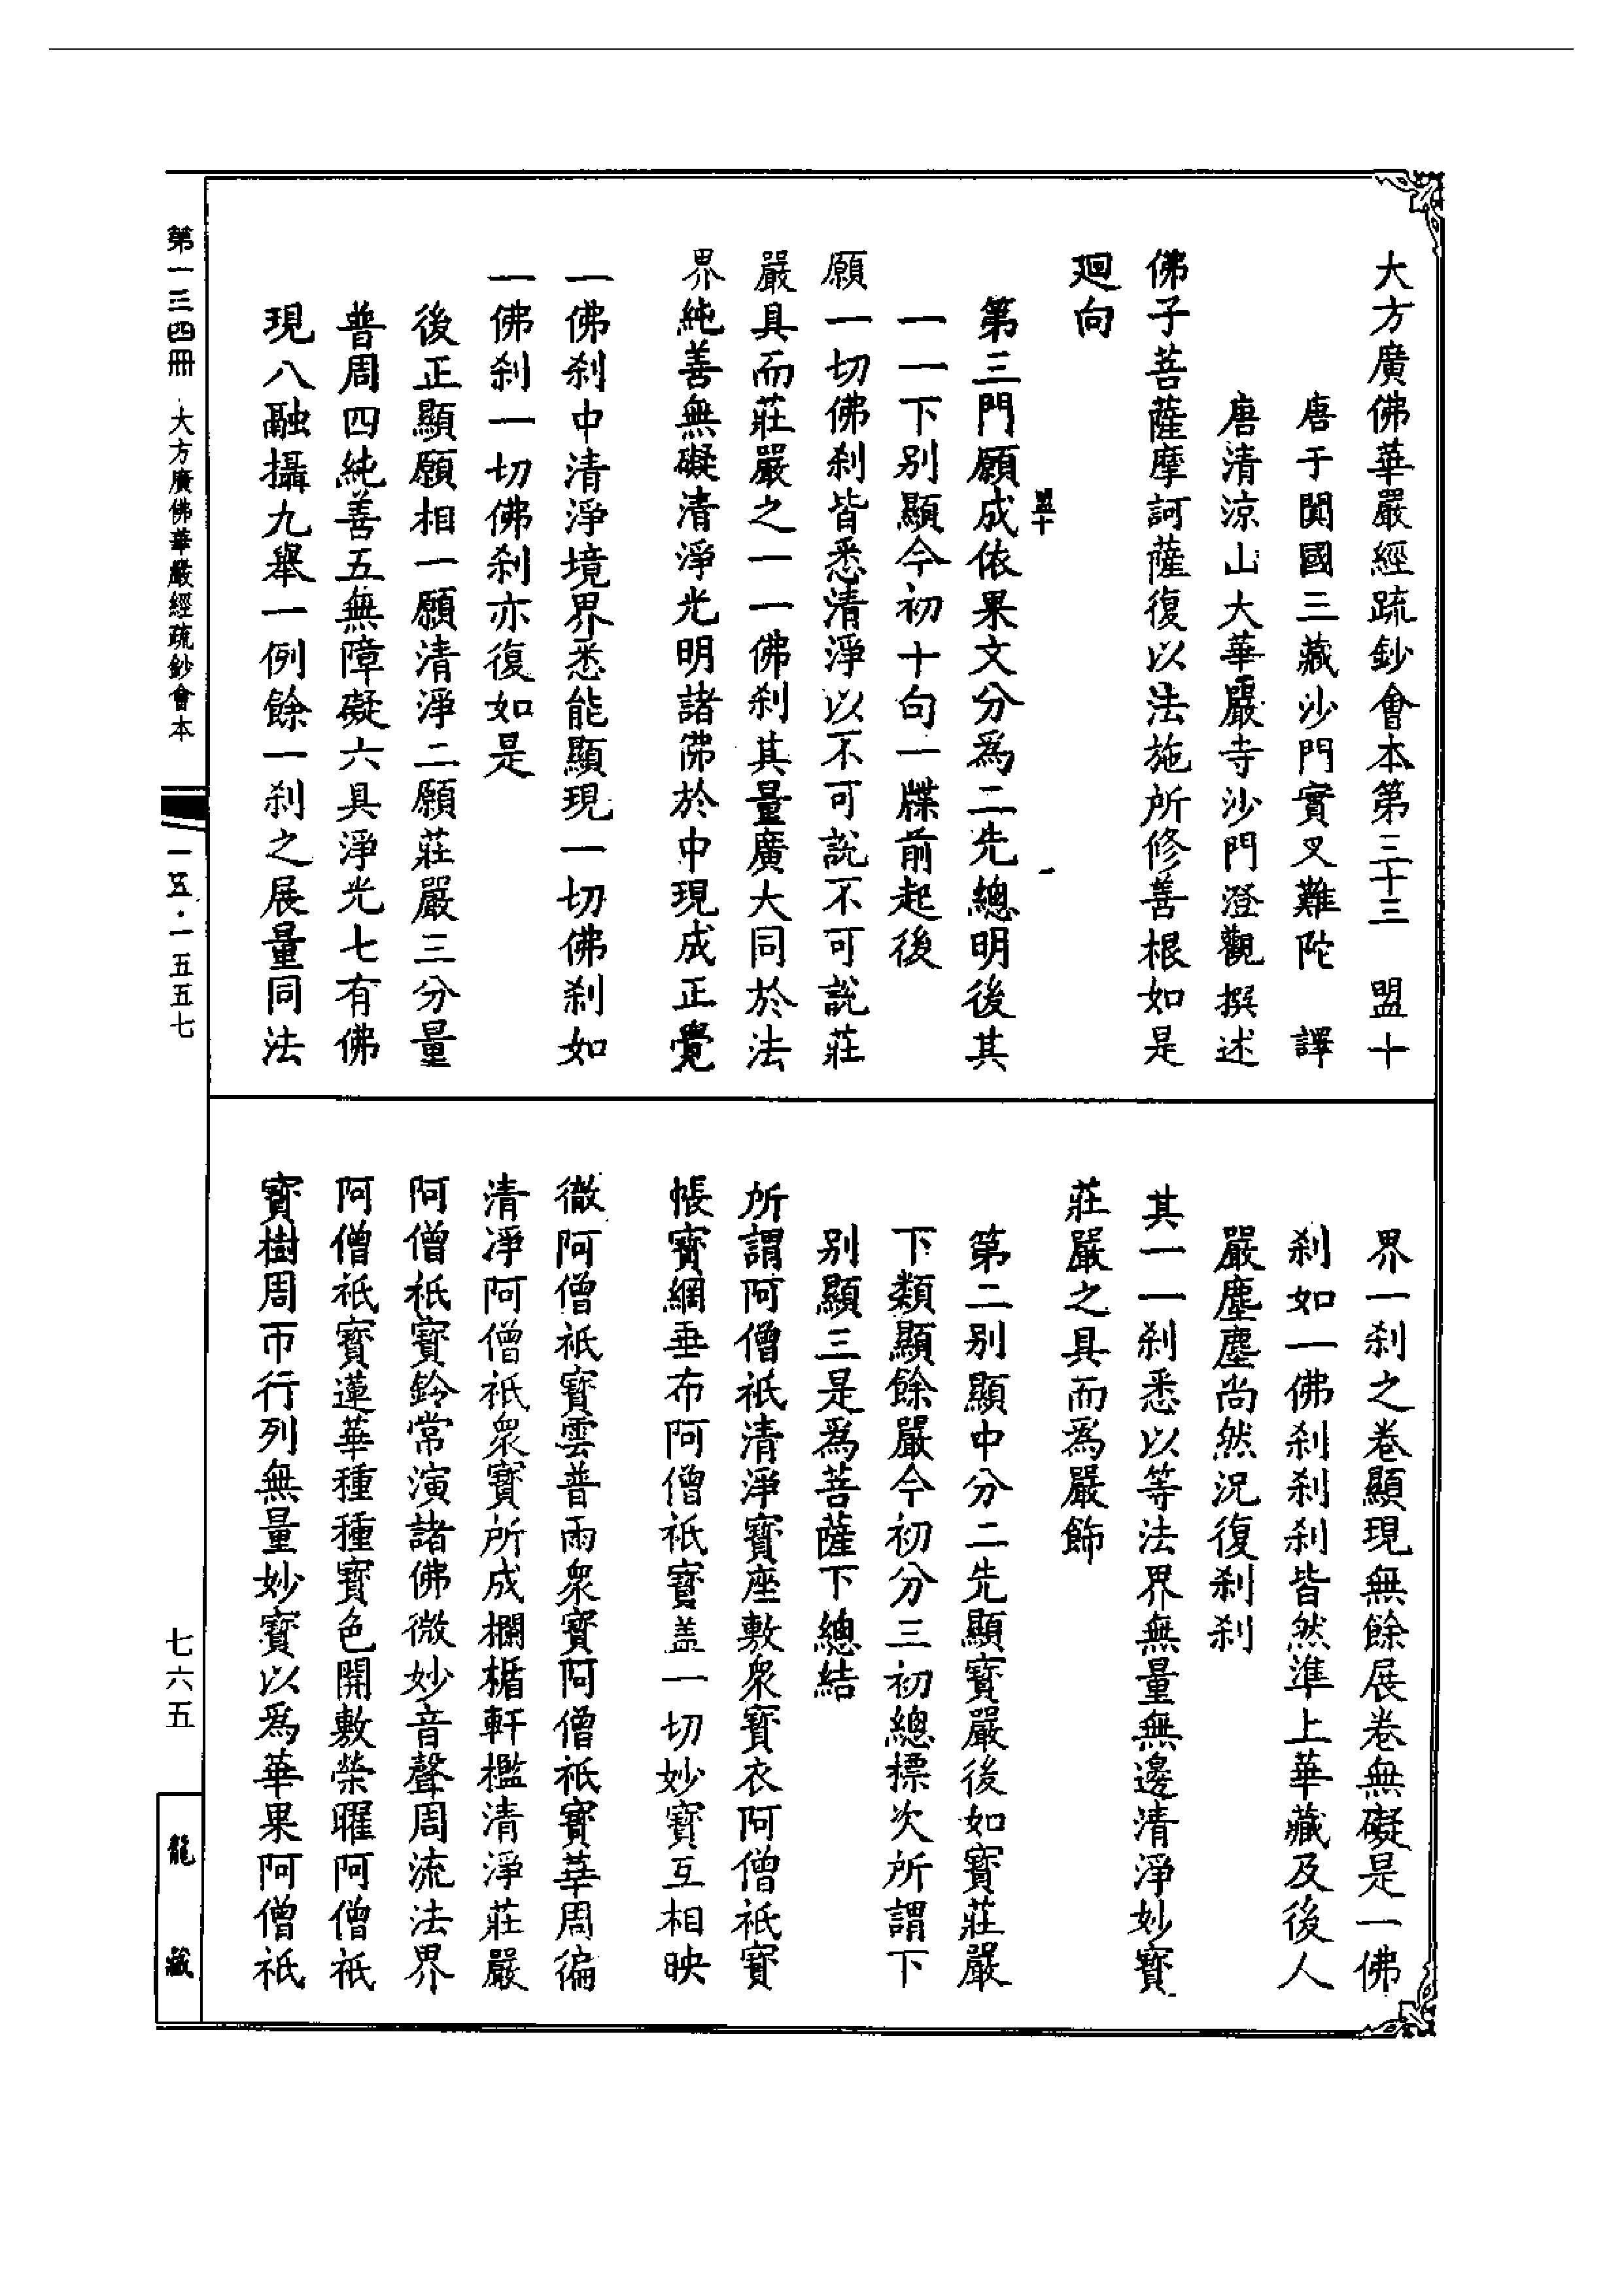 大方廣佛華嚴經疏鈔會本第三十三　盟十
唐于闐國三藏沙門實叉難陀　譯
唐清涼山大華嚴寺沙門澄觀撰述
佛子菩薩摩訶薩復以法施所修善根如是
廻向
盟十　一
第三門願成依果文分為二先總明後其
一一下別顯今初十句一牒前起後
願一切佛刹皆悉清淨以不可説不可説莊
嚴具而莊嚴之一一佛刹其量廣大同於法
界純善無礙清淨光明諸佛於中現成正覺
一佛刹中清淨境界悉能顯現一切佛刹如
一佛刹一切佛刹亦復如是
後正顯願相一願清淨二願莊嚴三分量
普周四純善五無障礙六具淨光七有佛
現八融攝九舉一例餘一刹之展量同法
界一刹之卷顯現無餘展卷無礙是一佛
刹如一佛刹刹刹皆然準上華藏及後人
嚴塵塵尚然況復刹刹
其一一刹悉以等法界無量無邊清淨妙寶
莊嚴之具而為嚴飾
第二別顯中分二先顯寶嚴後如寶莊嚴
下類顯餘嚴今初分三初總標次所謂下
別顯三是為菩薩下總結
所謂阿僧祇清淨寶座敷衆寶衣阿僧祇寶
帳寶網垂布阿僧祇寶盖一切妙寶互相映
徹阿僧祇寶雲普雨衆寶阿僧祇寶華周徧
清淨阿僧祇衆寶所成欄楯軒檻清淨莊嚴
阿僧祇寶鈴常演諸佛微妙音聲周流法界
阿僧祇寶蓮華種種寶色開敷榮曜阿僧祇
寶樹周帀行列無量妙寶以為華果阿僧祇
第一三四冊　大方廣佛華嚴經疏鈔會本
一五·一五五七
七六五
龍藏